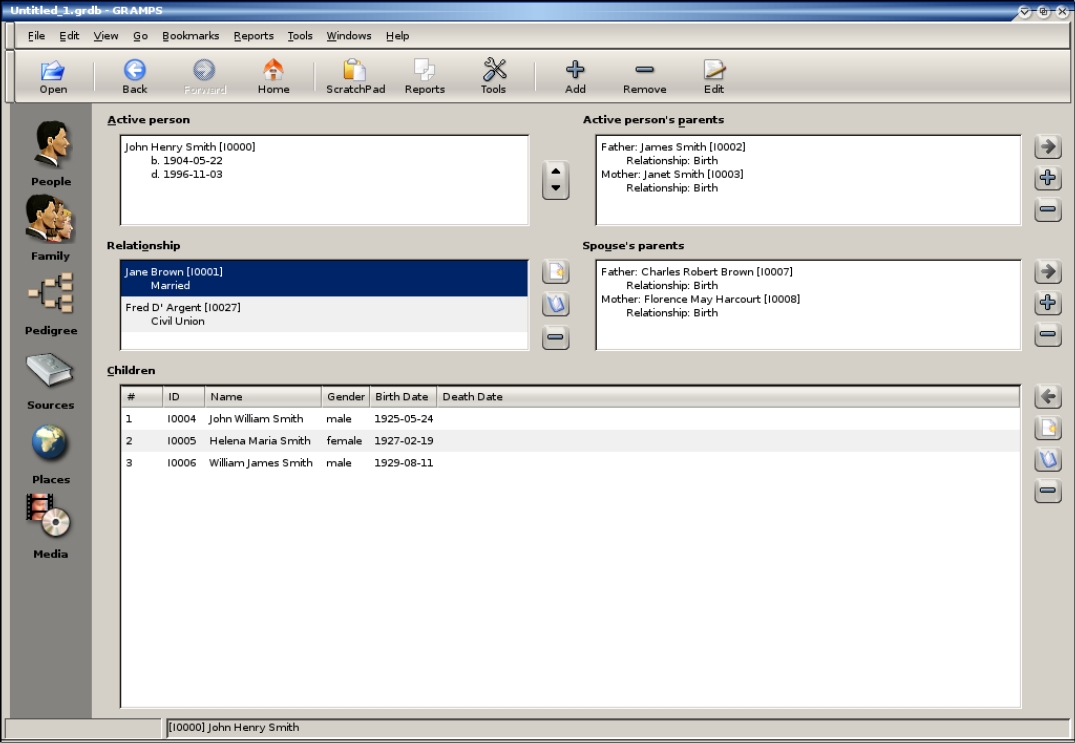 Untitled_1.grdb - GRAMPS
File Edit View Go Bookmarks Reports Tools Windows Help
Open Back Forward Home ScratchPad Reports Tools Add Remove Edit
People
Family
Pedigree
Sources
Places
Media
Active person
John Henry Smith [I0000]
b. 1904-05-22
d. 1996-11-03
Active person's parents
Father: James Smith [I0002]
Relationship: Birth
Mother: Janet Smith [I0003]
Relationship: Birth
Relationship
Jane Brown [I0001]
Married
Fred D' Argent [I0027]
Civil Union
Spouse's parents
Father: Charles Robert Brown [I0007]
Relationship: Birth
Mother: Florence May Harcourt [I0008]
Relationship: Birth
Children
# ID Name Gender Birth Date Death Date
1 I0004 John William Smith male 1925-05-24
2 I0005 Helena Maria Smith female 1927-02-19
3 I0006 William James Smith male 1929-08-11
[I0000] John Henry Smith